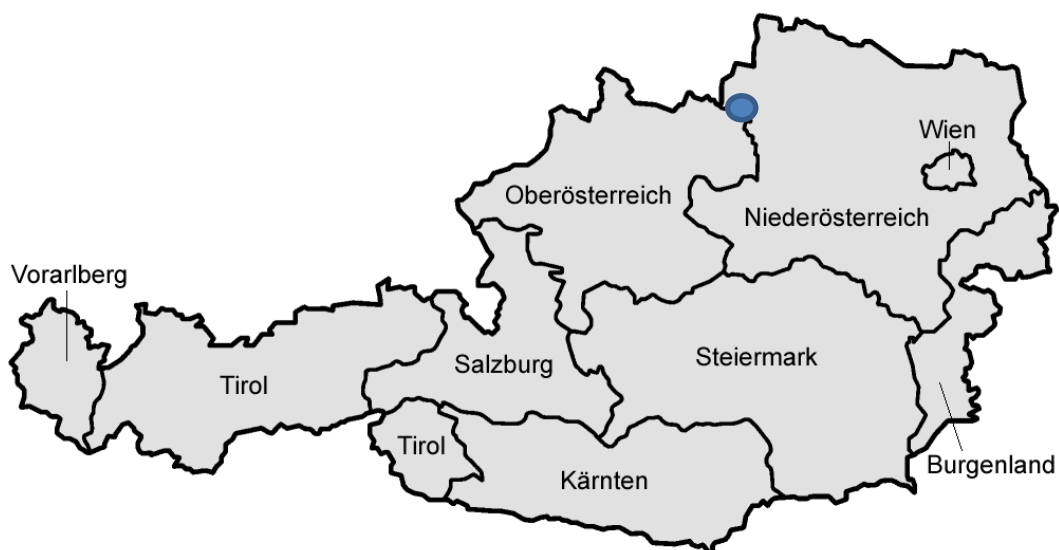 Wien
Oberösterreich
Niederösterreich
Vorarlberg
Steiermark
Salzburg
Tirol
Tirol
Burgenland
Kärnten